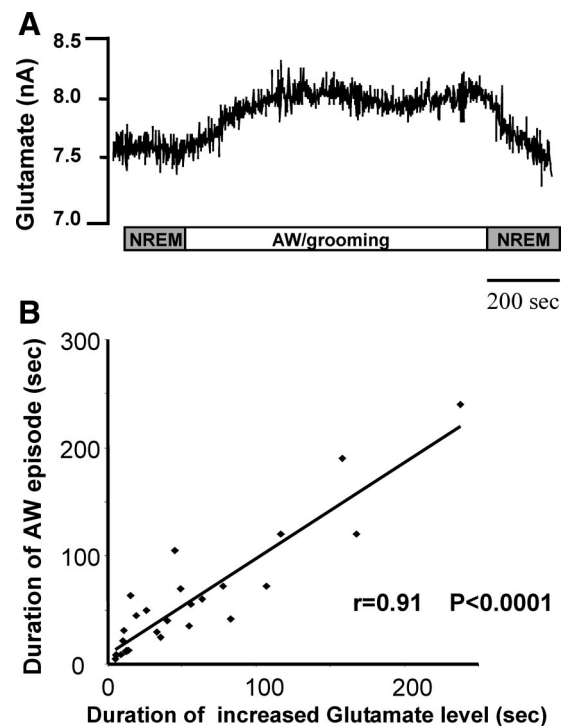 A
Glutamate (nA)
8.5
8.0
7.5
7.0
NREM AW/grooming NREM
200 sec
B
Duration of AW episode (sec)
300
200
100
0
r=0.91 P<0.0001
0 100 200
Duration of increased Glutamate level (sec)